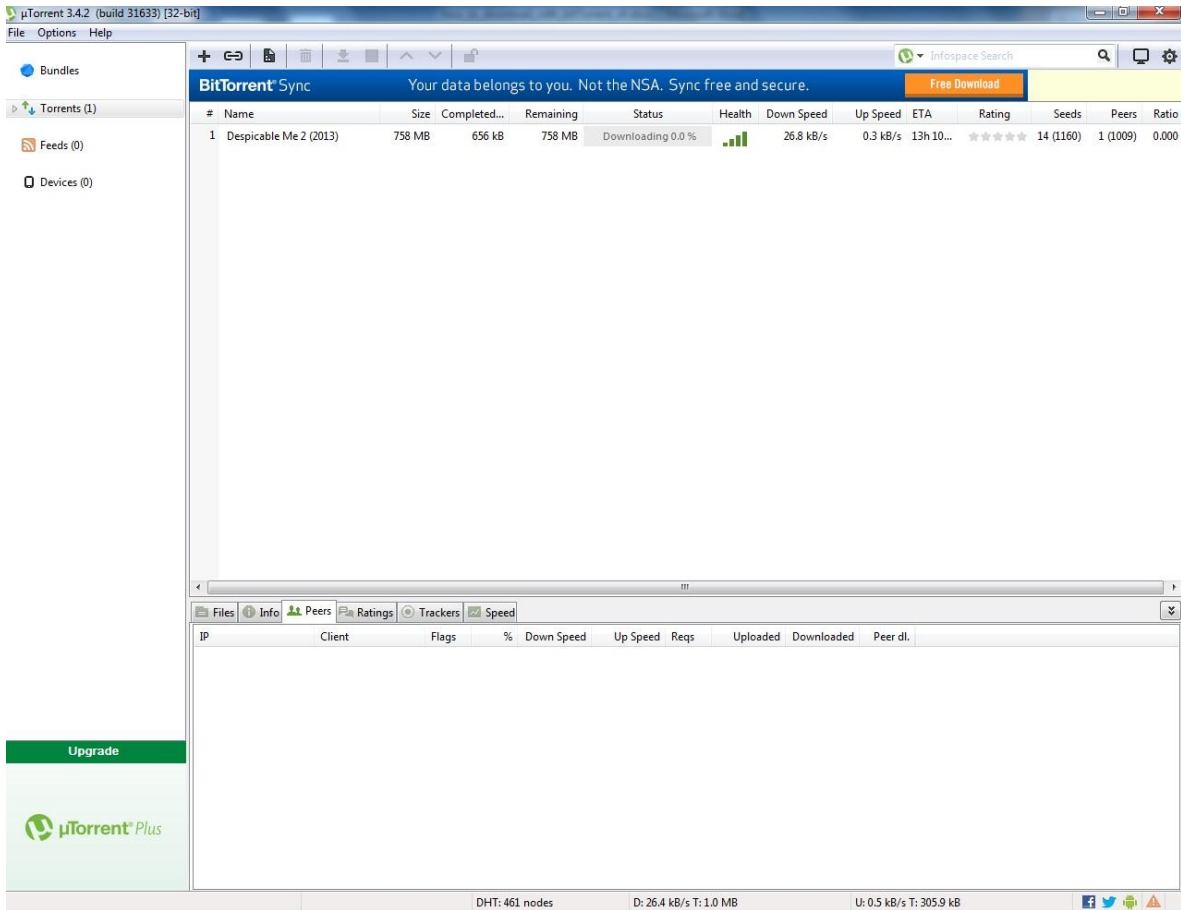 µTorrent 3.4.2 (build 31633) [32-bit]
File Options Help
Bundles
Torrents (1)
Feeds (0)
Devices (0)
Infospace Search
BitTorrent® Sync Your data belongs to you. Not the NSA. Sync free and secure. Free Download
# Name Size Completed... Remaining Status Health Down Speed Up Speed ETA Rating Seeds Peers Ratio
1 Despicable Me 2 (2013) 758 MB 656 kB 758 MB Downloading 0.0 % 26.8 kB/s 0.3 kB/s 13h 10... 14 (1160) 1 (1009) 0.000
Files Info Peers Ratings Trackers Speed
IP Client Flags % Down Speed Up Speed Reqs Uploaded Downloaded Peer dl.
Upgrade
µTorrent® Plus
DHT: 461 nodes D: 26.4 kB/s T: 1.0 MB U: 0.5 kB/s T: 305.9 kB